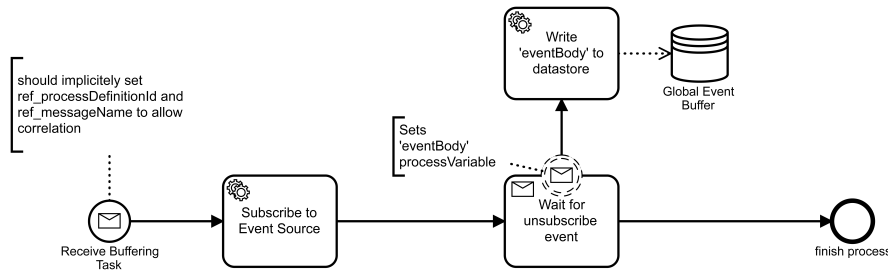 Write
'eventBody' to
datastore
Global Event
Buffer
should implicitely set
ref_processDefinitionId and
ref_messageName to allow
correlation
Sets
'eventBody'
processVariable
Receive Buffering
Task
Subscribe to
Event Source
Wait for
unsubscribe
event
finish process